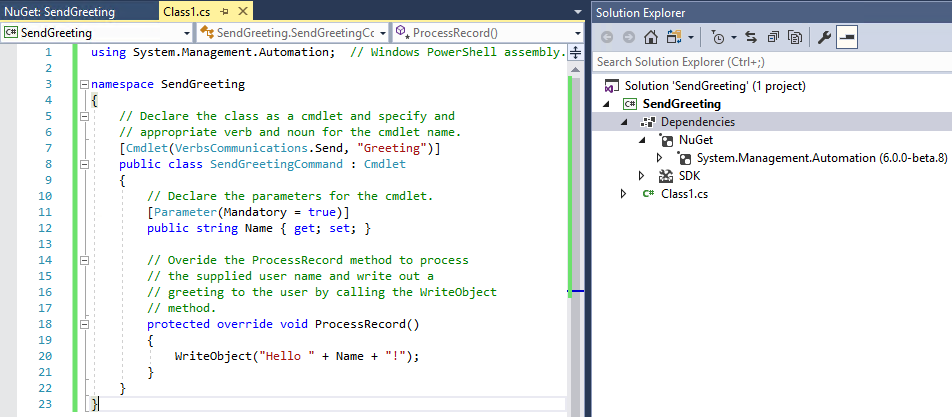 NuGet: SendGreeting
Class1.cs
SendGreeting
SendGreeting.SendGreetingCc
ProcessRecord()
1 using System.Management.Automation;  // Windows PowerShell assembly.
2
3 namespace SendGreeting
4 {
5 // Declare the class as a cmdlet and specify and
6 // appropriate verb and noun for the cmdlet name.
7 [Cmdlet(VerbsCommunications.Send, "Greeting")]
8 public class SendGreetingCommand : Cmdlet
9 {
10 // Declare the parameters for the cmdlet.
11 [Parameter(Mandatory = true)]
12 public string Name { get; set; }
13
14 // Overide the ProcessRecord method to process
15 // the supplied user name and write out a
16 // greeting to the user by calling the WriteObject
17 // method.
18 protected override void ProcessRecord()
19 {
20 WriteObject("Hello " + Name + "!");
21 }
22 }
23 }
Solution Explorer
Search Solution Explorer (Ctrl+;)
Solution 'SendGreeting' (1 project)
C# SendGreeting
Dependencies
NuGet
System.Management.Automation (6.0.0-beta.8)
SDK
C# Class1.cs